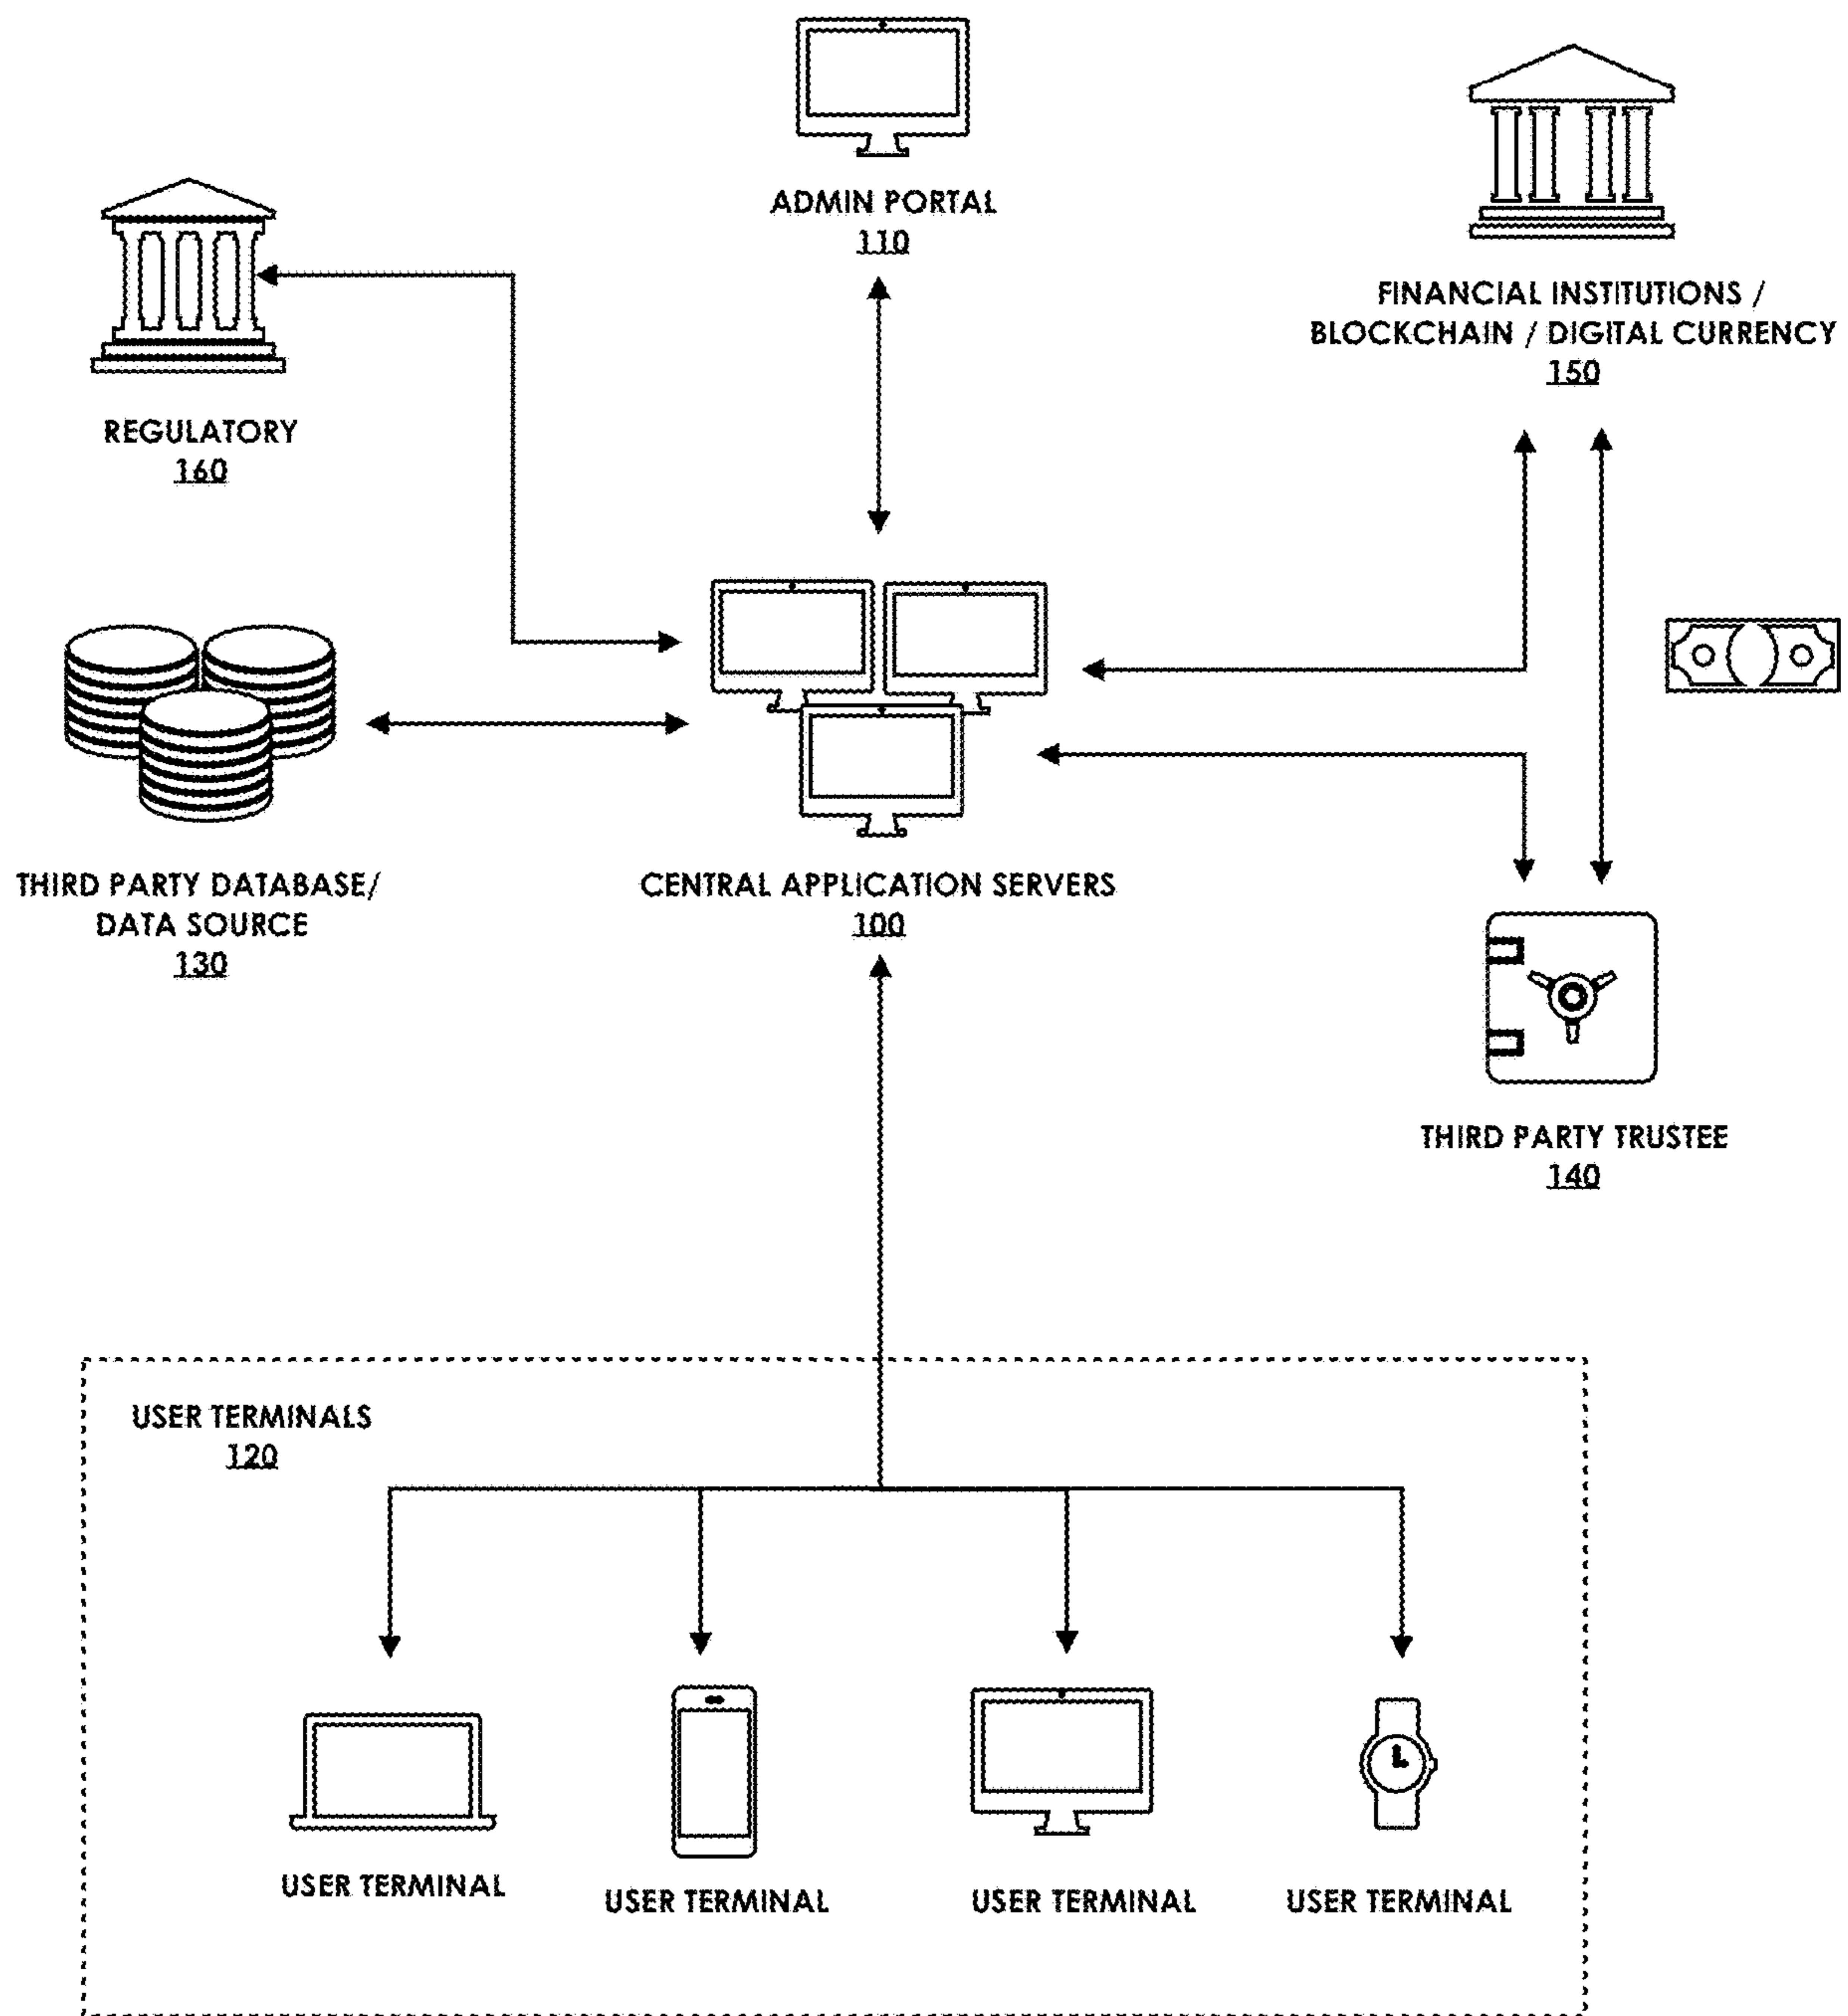 ADMIN PORTAL
110
FINANCIAL INSTITUTIONS /
BLOCKCHAIN / DIGITAL CURRENCY
150
REGULATORY
160
THIRD PARTY DATABASE/
DATA SOURCE
130
CENTRAL APPLICATION SERVERS
100
THIRD PARTY TRUSTEE
140
USER TERMINALS
120
USER TERMINAL
USER TERMINAL
USER TERMINAL
USER TERMINAL